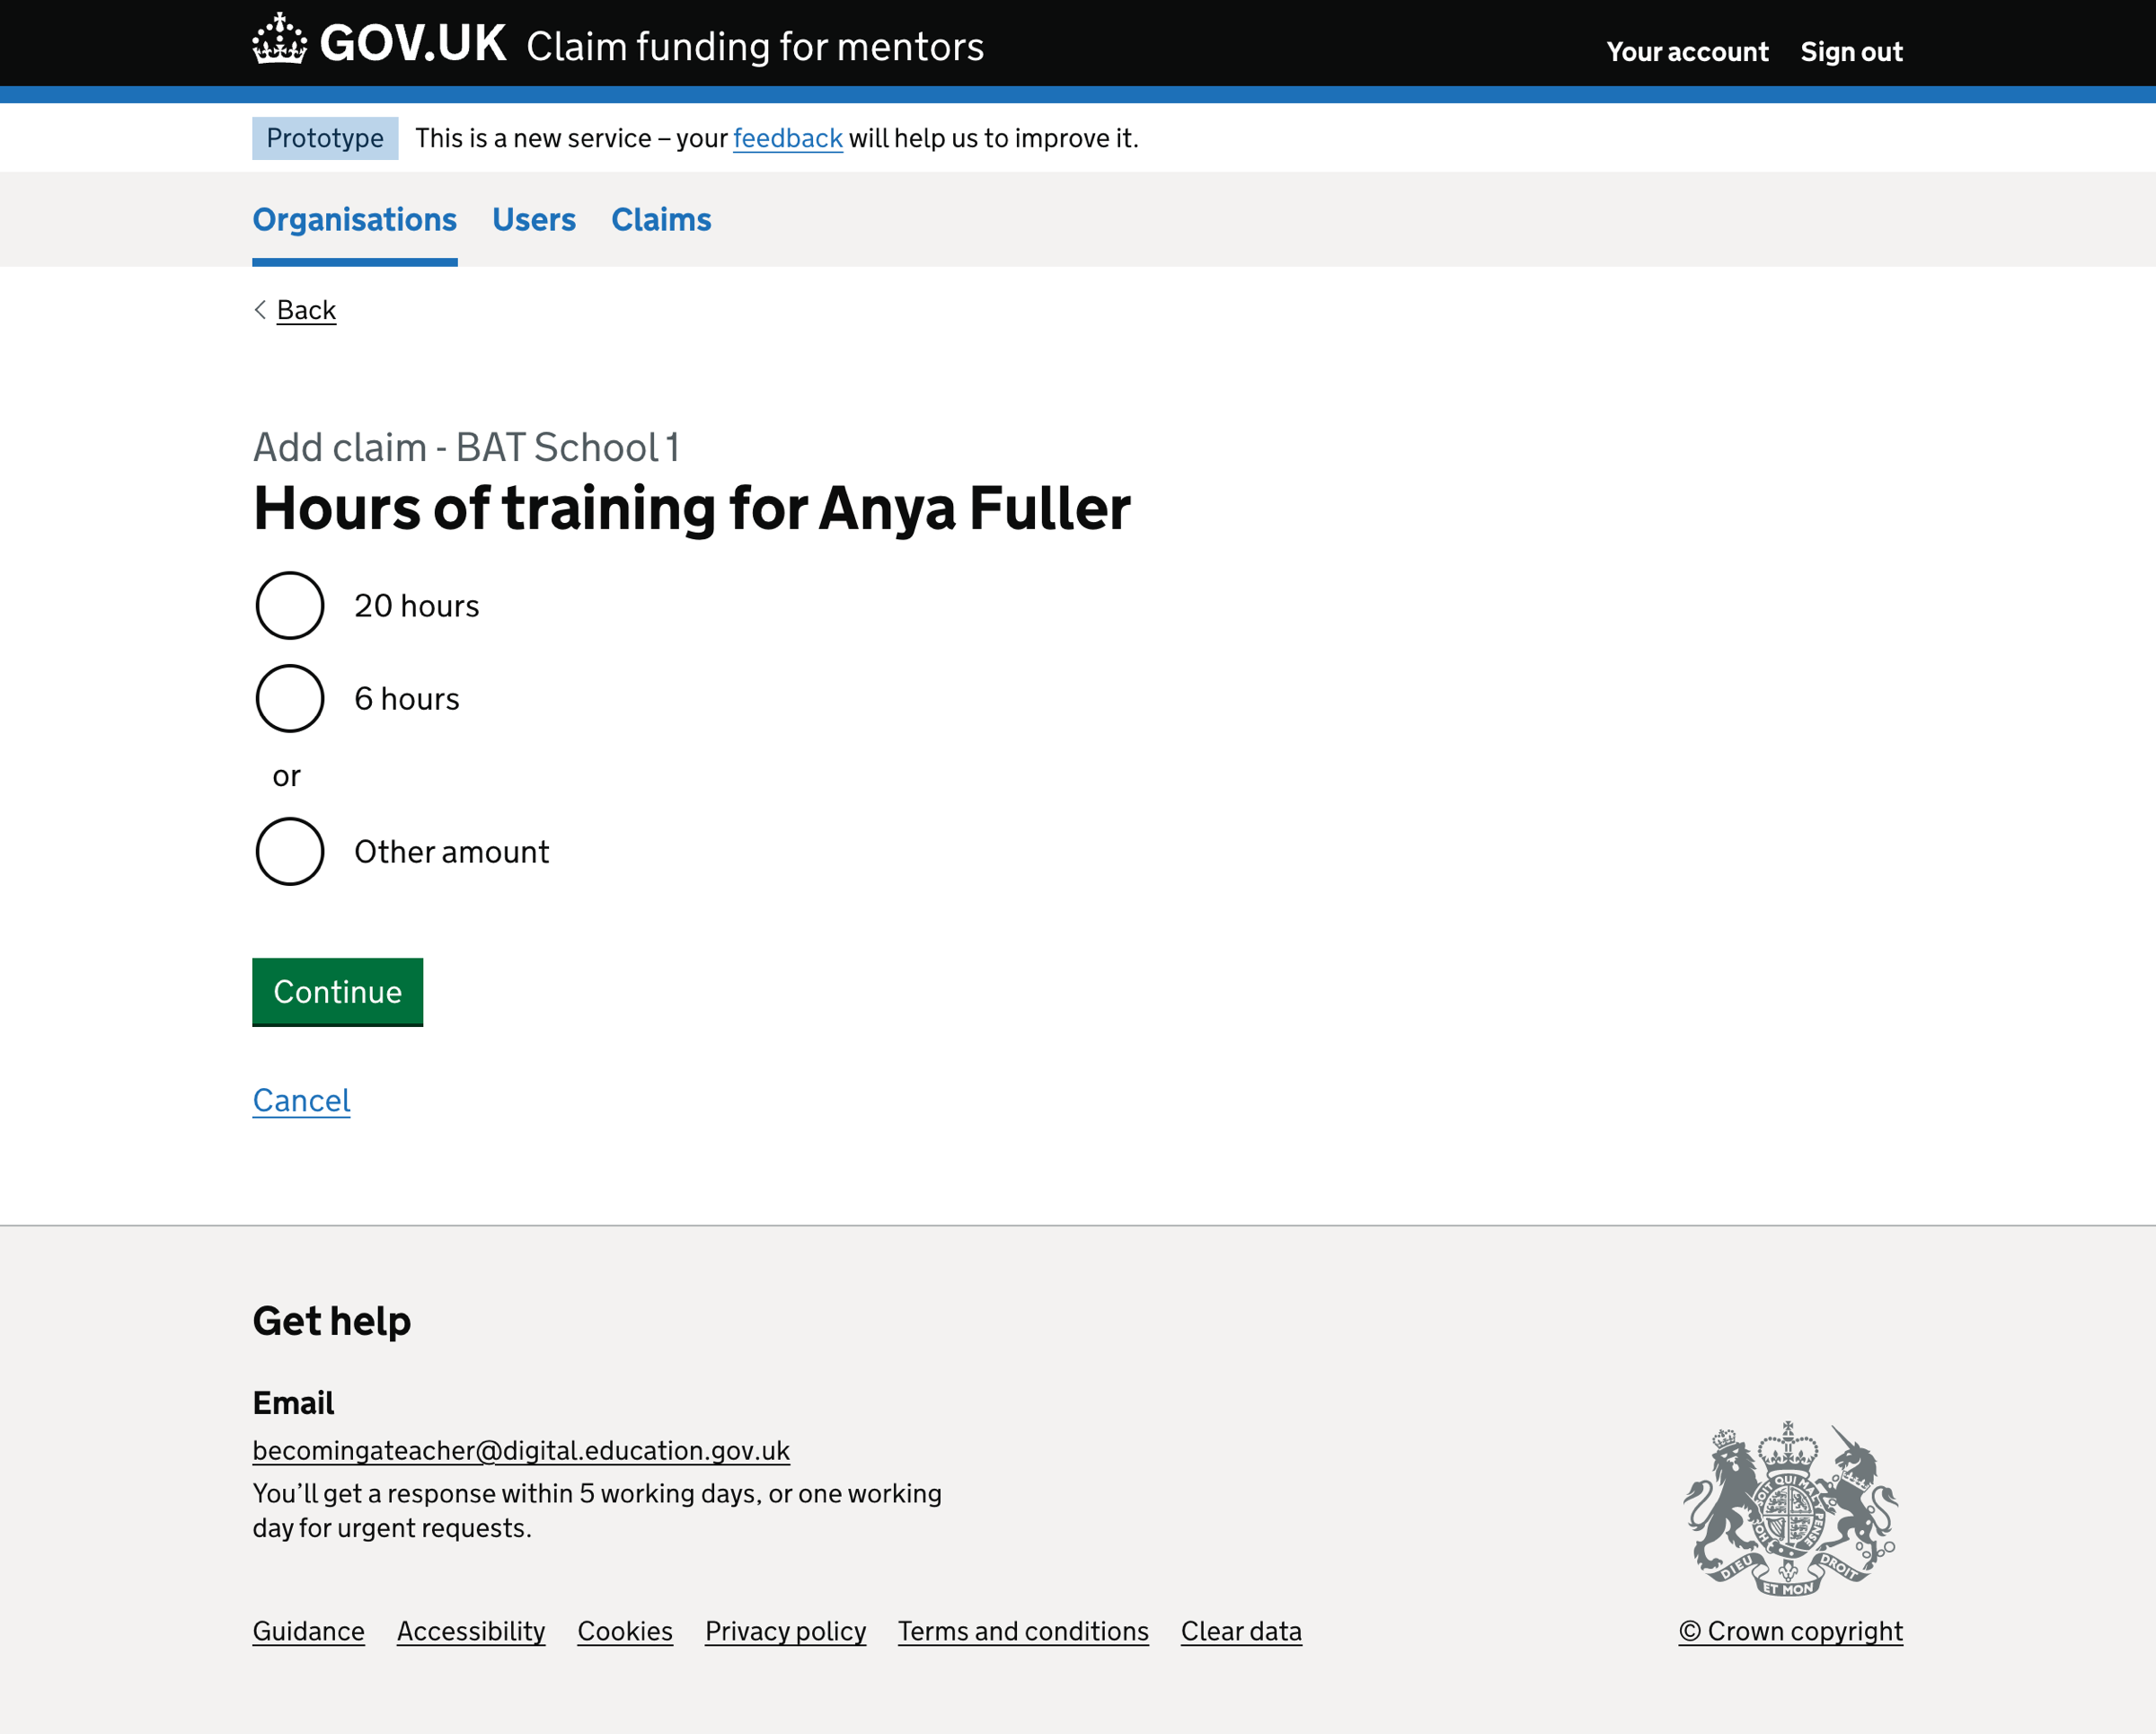 GOV.UK Claim funding for mentors Your account Sign out
Prototype This is a new service – your feedback will help us to improve it.
Organisations Users Claims
Back
Add claim - BAT School 1
Hours of training for Anya Fuller
20 hours
6 hours
or
Other amount
Continue
Cancel
Get help
Email
becomingateacher@digital.education.gov.uk
You’ll get a response within 5 working days, or one working
day for urgent requests.
DIEU ET MON DROIT
Guidance Accessibility Cookies Privacy policy Terms and conditions Clear data © Crown copyright